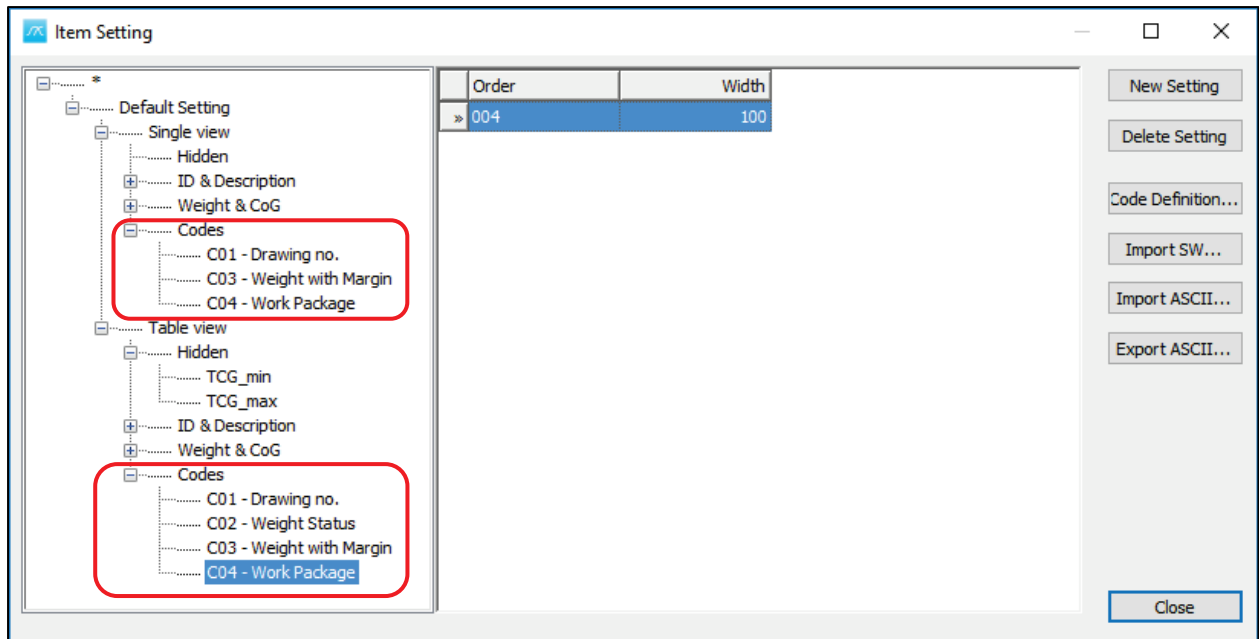 Item Setting
*
Default Setting
Single view
Hidden
ID & Description
Weight & CoG
Codes
C01 - Drawing no.
C03 - Weight with Margin
C04 - Work Package
Table view
Hidden
TCG_min
TCG_max
ID & Description
Weight & CoG
Codes
C01 - Drawing no.
C02 - Weight Status
C03 - Weight with Margin
C04 - Work Package
Order Width
» 004 100
New Setting
Delete Setting
Code Definition...
Import SW...
Import ASCII...
Export ASCII...
Close